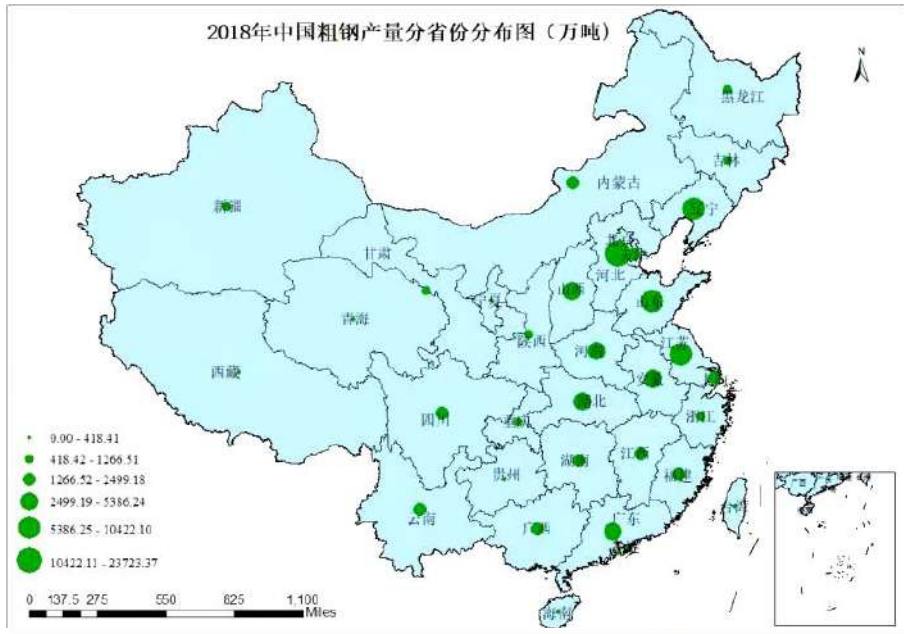 2018年中国粗钢产量分省份分布图（万吨）
N
黑龙江
吉林
内蒙古
新疆
甘肃
河北
宁夏
山西
山东
青海
陕西
河南
江苏
西藏
安徽
四川
重庆
湖北
浙江
贵州
湖南
江西
福建
云南
广西
广东
台湾
海南
9.00 - 418.41
418.42 - 1266.51
1266.52 - 2499.18
2499.19 - 5386.24
5386.25 - 10422.10
10422.11 - 23723.37
0 137.5 275 550 825 1,100
Miles